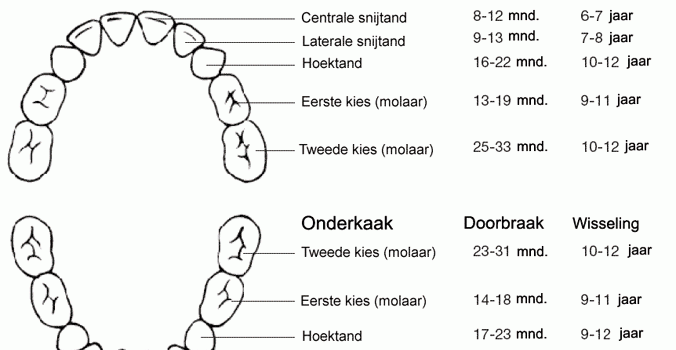 Centrale snijtand 8-12 mnd. 6-7 jaar
Laterale snijtand 9-13 mnd. 7-8 jaar
Hoektand 16-22 mnd. 10-12 jaar
Eerste kies (molaar) 13-19 mnd. 9-11 jaar
Tweede kies (molaar) 25-33 mnd. 10-12 jaar
Onderkaak Doorbraak Wisseling
Tweede kies (molaar) 23-31 mnd. 10-12 jaar
Eerste kies (molaar) 14-18 mnd. 9-11 jaar
Hoektand 17-23 mnd. 9-12 jaar